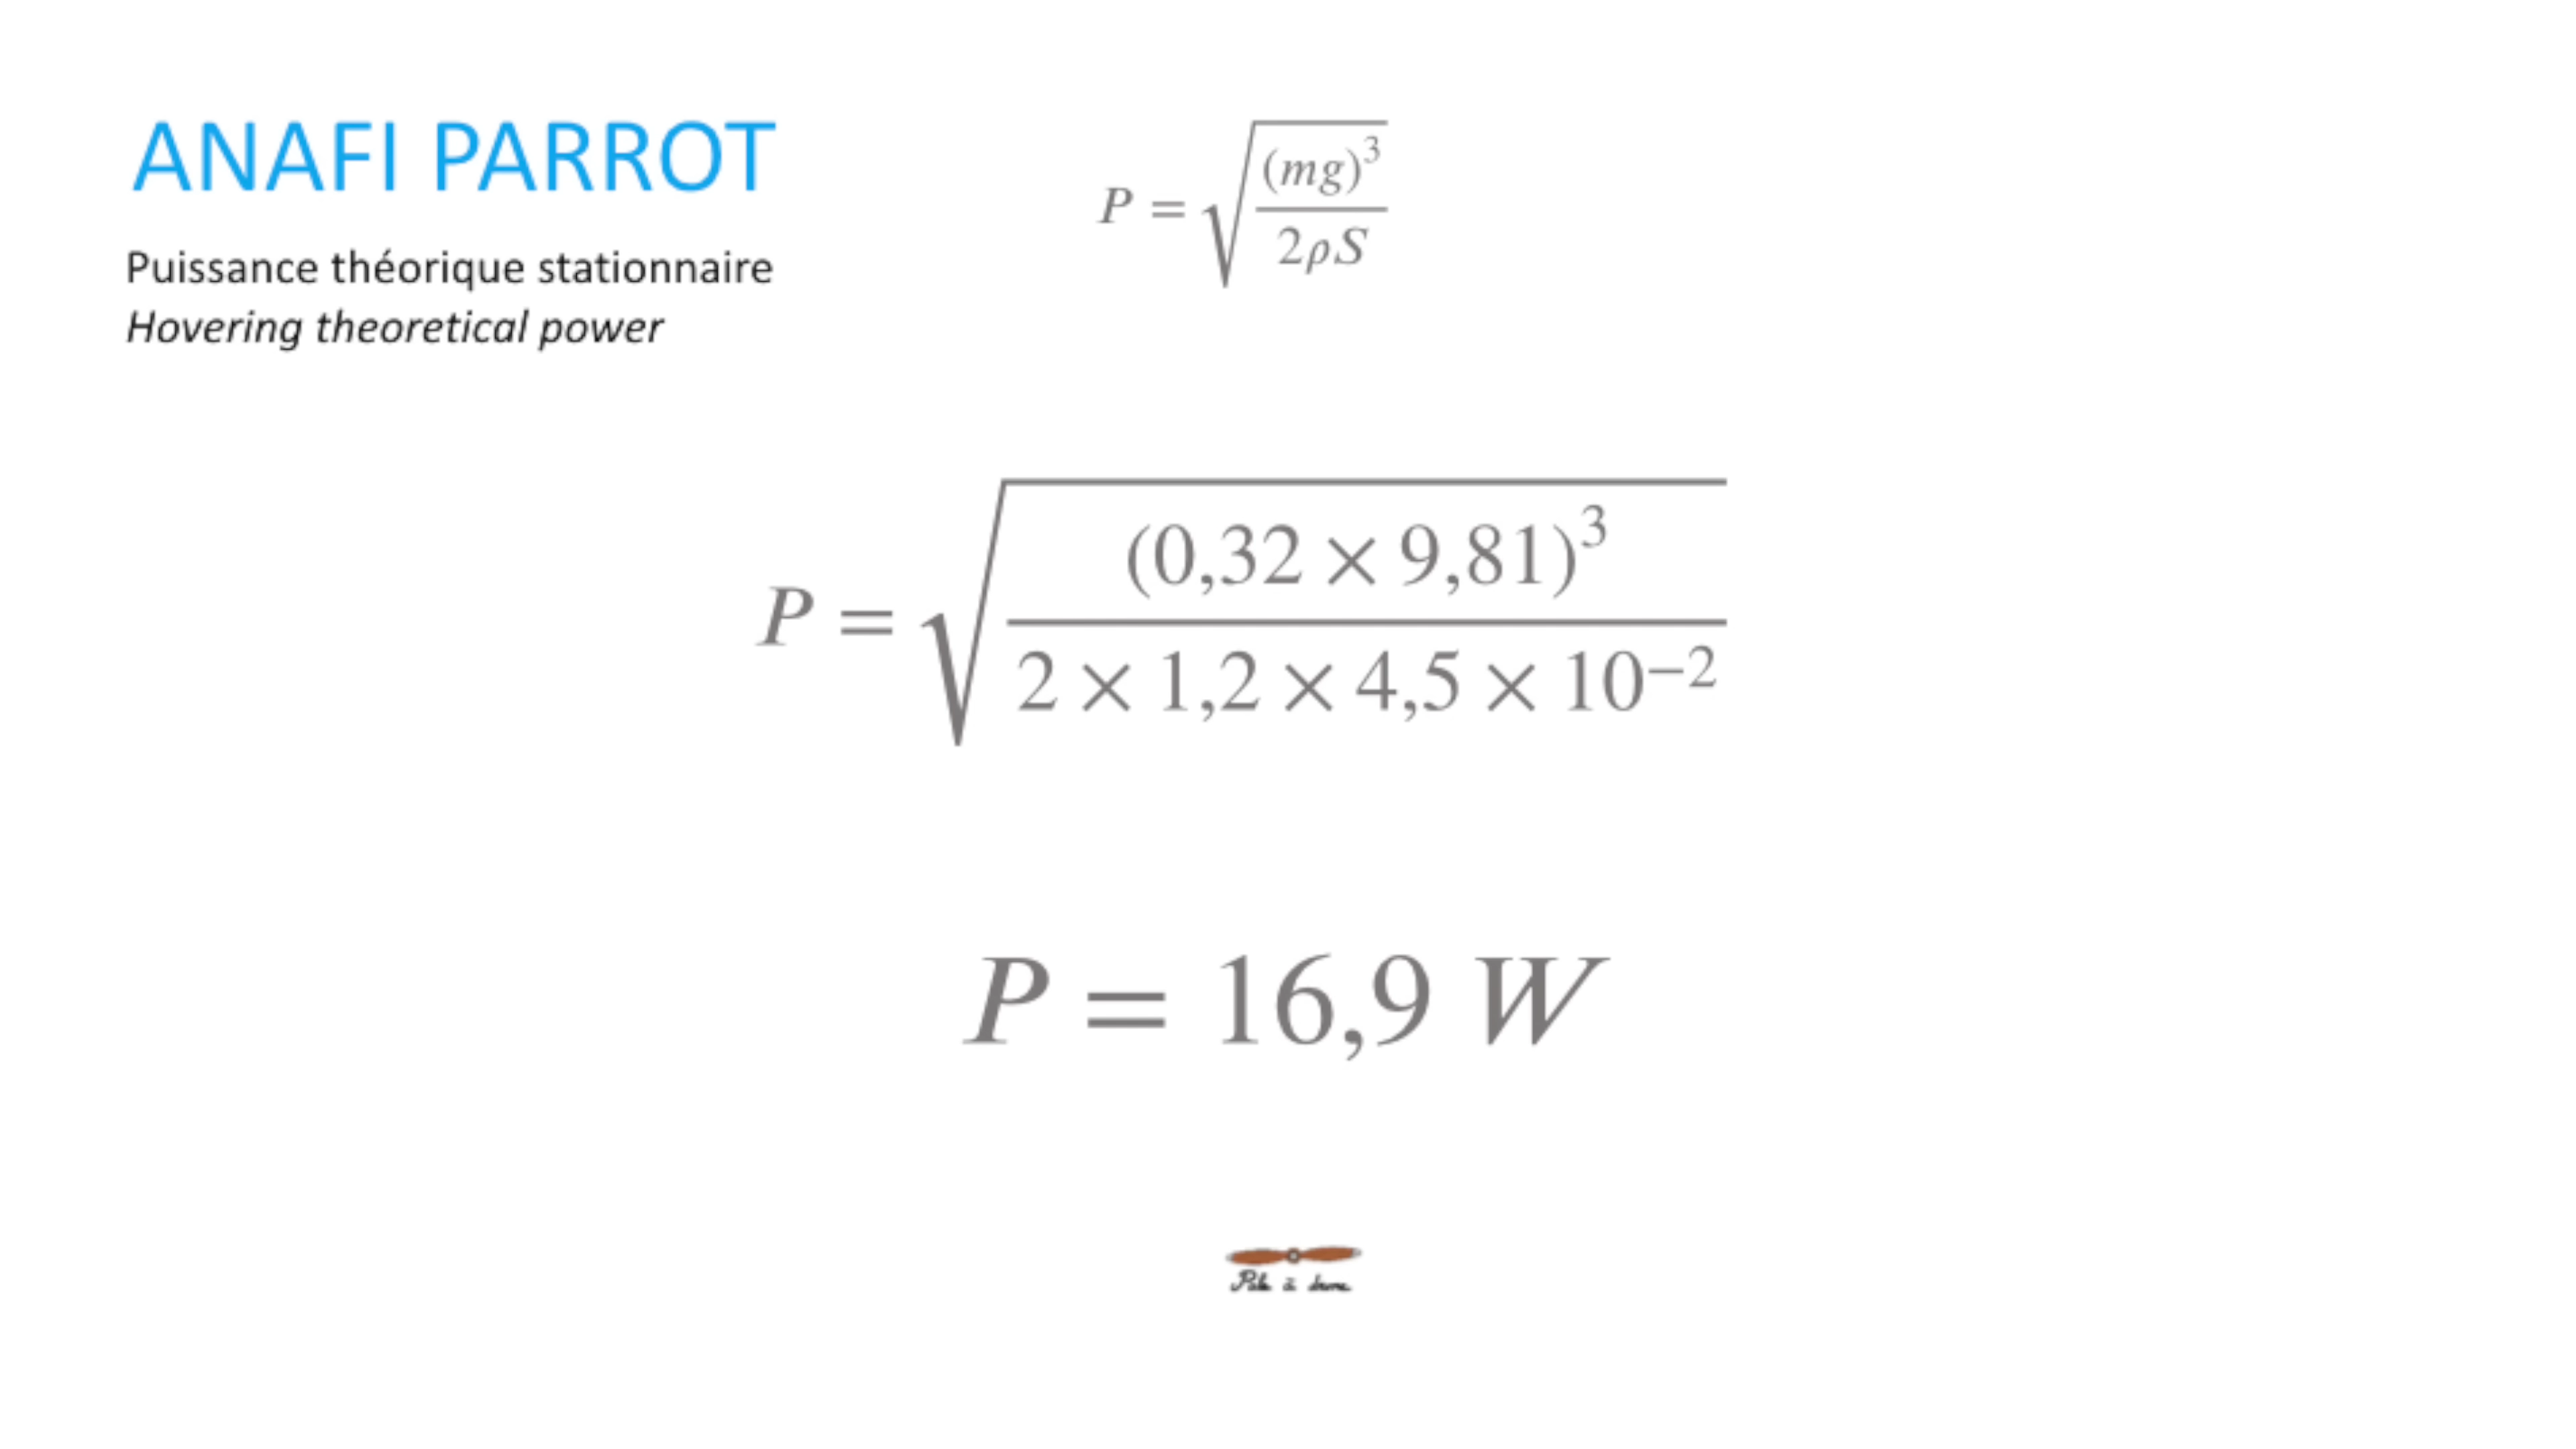 ANAFI PARROT
Puissance théorique stationnaire
Hovering theoretical power
P = √((mg)³ / 2ρS)
P = √((0,32 × 9,81)³ / 2 × 1,2 × 4,5 × 10⁻²)
P = 16,9 W
à